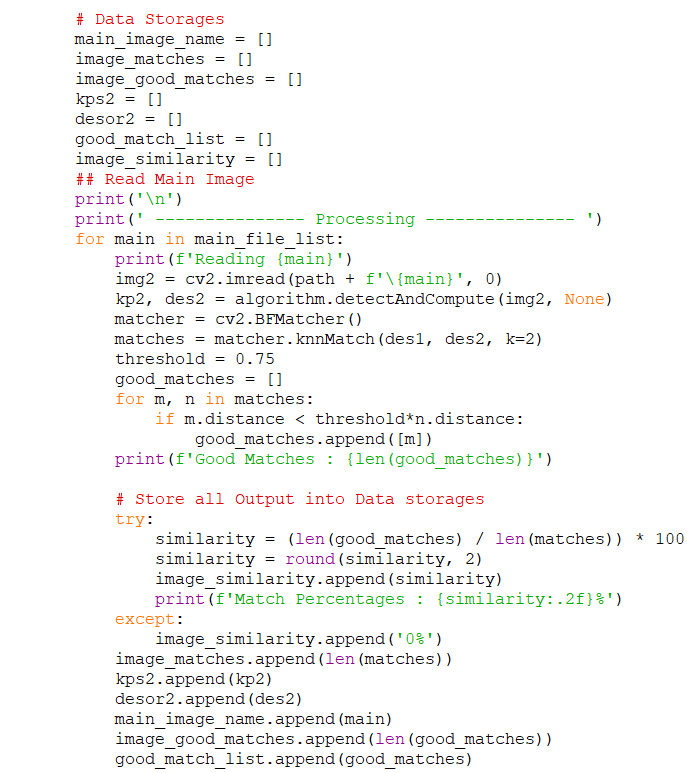 # Data Storages
main_image_name = []
image_matches = []
image_good_matches = []
kps2 = []
desor2 = []
good_match_list = []
image_similarity = []
## Read Main Image
print('\n')
print(' --------------- Processing --------------- ')
for main in main_file_list:
    print(f'Reading {main}')
    img2 = cv2.imread(path + f'\{main}', 0)
    kp2, des2 = algorithm.detectAndCompute(img2, None)
    matcher = cv2.BFMatcher()
    matches = matcher.knnMatch(des1, des2, k=2)
    threshold = 0.75
    good_matches = []
    for m, n in matches:
        if m.distance < threshold*n.distance:
            good_matches.append([m])
    print(f'Good Matches : {len(good_matches)}')

    # Store all Output into Data storages
    try:
        similarity = (len(good_matches) / len(matches)) * 100
        similarity = round(similarity, 2)
        image_similarity.append(similarity)
        print(f'Match Percentages : {similarity:.2f}%')
    except:
        image_similarity.append('0%')
    image_matches.append(len(matches))
    kps2.append(kp2)
    desor2.append(des2)
    main_image_name.append(main)
    image_good_matches.append(len(good_matches))
    good_match_list.append(good_matches)